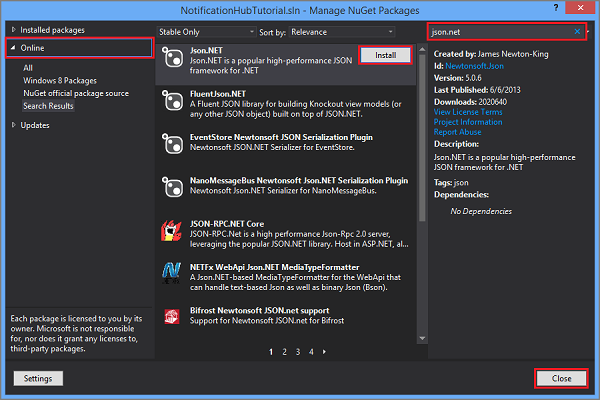 NotificationHubTutorial.sln - Manage NuGet Packages
Installed packages
Online
All
Windows 8 Packages
NuGet official package source
Search Results
Updates
Each package is licensed to you by its
owner. Microsoft is not responsible
for, nor does it grant any licenses to,
third-party packages.
Settings
Stable Only
Sort by: Relevance
Json.NET
Json.NET is a popular high-performance JSON
framework for .NET
Install
FluentJson.NET
A Fluent JSON library for building Knockout view models (or
any other JSON object) built on top of JSON.NET.
EventStore Newtonsoft JSON Serialization Plugin
Newtonsoft JSON Serializer for EventStore.
NanoMessageBus Newtonsoft Json.NET Serialization Plugin
Newtonsoft JSON.NET Serializer for NanoMessageBus.
JSON-RPC.NET Core
JSON-RPC.Net is a high performance Json-Rpc 2.0 server,
leveraging the popular JSON.NET library. Host in ASP.NET, al...
NETFx WebApi Json.NET MediaTypeFormatter
A Json.NET-based MediaTypeFormatter for the WebApi that
can handle text-based Json as well as binary Json (Bson).
Bifrost Newtonsoft JSON.net support
Support for Newtonsoft JSON.net for Bifrost
1 2 3 4
json.net
Created by: James Newton-King
Id: Newtonsoft.Json
Version: 5.0.6
Last Published: 6/6/2013
Downloads: 2020640
View License Terms
Project Information
Report Abuse
Description:
Json.NET is a popular high-performance
JSON framework for .NET
Tags: json
Dependencies:
No Dependencies
Close